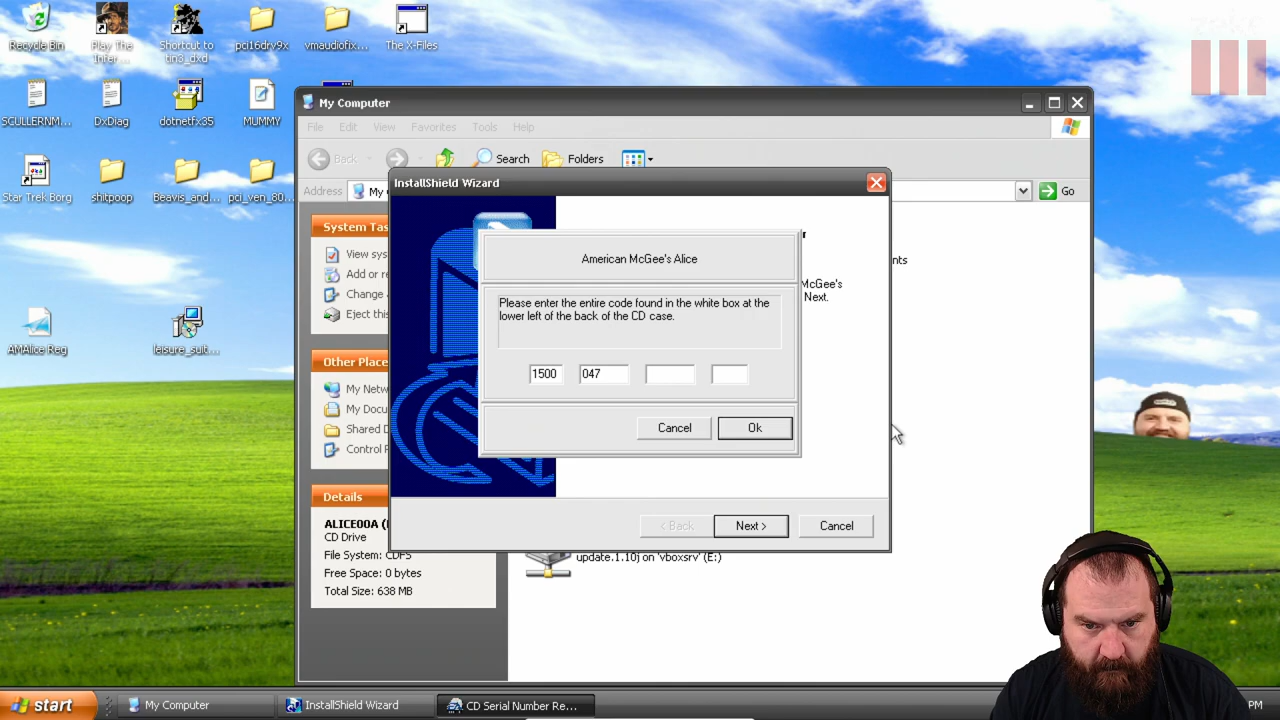 Recycle Bin
Play The
Infer...
Shortcut to
tin3_dxd
pci16drv9x
vmaudiofix...
The X-Files
SCULLERNM...
DxDiag
dotnetfx35
MUMMY
Star Trek Borg
shitpoop
Beavis_and...
pci_ven_80...
AMAlice Reg
leisure_suit...
My Computer
File Edit View Favorites Tools Help
Back
Search
Folders
Address
My
Go
System Tas
View sys
Add or re
Change
Eject this
Other Place
My Netw
My Docu
Shared D
Control P
Details
ALICE00A (
CD Drive
File System: CDFS
Free Space: 0 bytes
Total Size: 638 MB
InstallShield Wizard
r
nts
McGee's
Next.
American McGee's Alice
Please enter the entire code found in the white box at the
lower left of the back of the CD case.
1500 047
Cancel Ok
< Back Next > Cancel
update.1.10j on 'vboxsrv' (E:)
start
My Computer
InstallShield Wizard
CD Serial Number Re...
PM